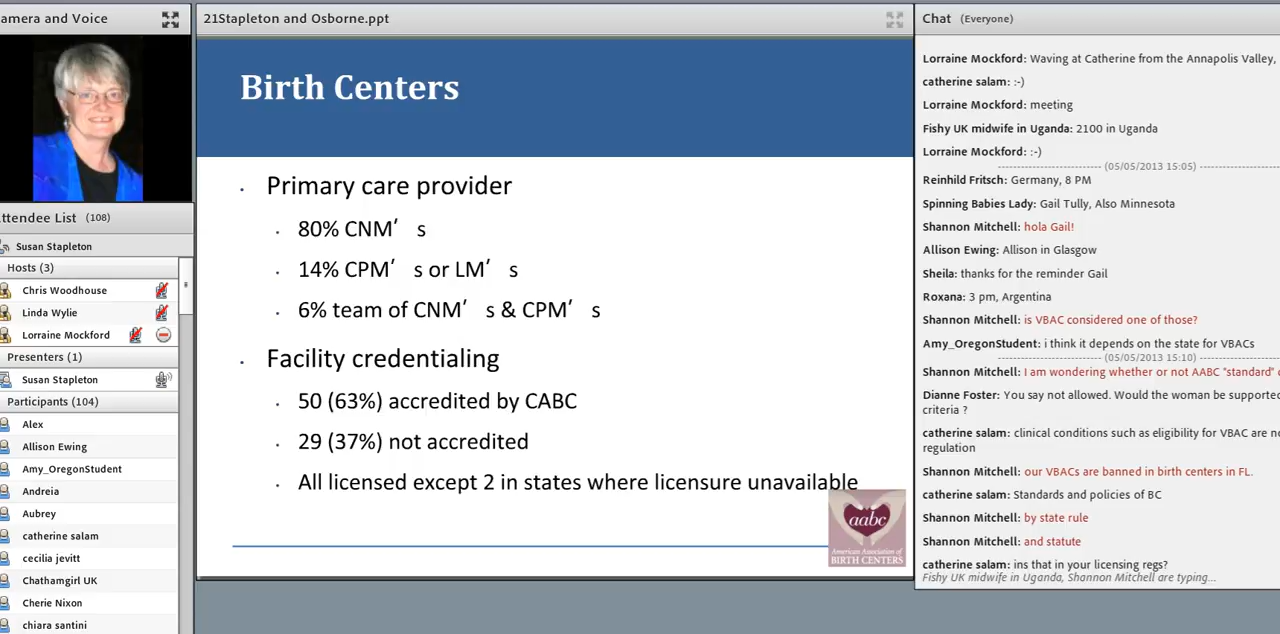 amera and Voice
ttendee List (108)
Susan Stapleton
Hosts (3)
Chris Woodhouse
Linda Wylie
Lorraine Mockford
Presenters (1)
Susan Stapleton
Participants (104)
Alex
Allison Ewing
Amy_OregonStudent
Andreia
Aubrey
catherine salam
cecilia jevitt
Chathamgirl UK
Cherie Nixon
chiara santini
21Stapleton and Osborne.ppt
Birth Centers
• Primary care provider
• 80% CNM’ s
• 14% CPM’ s or LM’ s
• 6% team of CNM’ s & CPM’ s
• Facility credentialing
• 50 (63%) accredited by CABC
• 29 (37%) not accredited
• All licensed except 2 in states where licensure unavailable
aabc
American Association of
BIRTH CENTERS
Chat (Everyone)
Lorraine Mockford: Waving at Catherine from the Annapolis Valley,
catherine salam: :-)
Lorraine Mockford: meeting
Fishy UK midwife in Uganda: 2100 in Uganda
Lorraine Mockford: :-)
(05/05/2013 15:05)
Reinhild Fritsch: Germany, 8 PM
Spinning Babies Lady: Gail Tully, Also Minnesota
Shannon Mitchell: hola Gail!
Allison Ewing: Allison in Glasgow
Sheila: thanks for the reminder Gail
Roxana: 3 pm, Argentina
Shannon Mitchell: is VBAC considered one of those?
Amy_OregonStudent: i think it depends on the state for VBACs
(05/05/2013 15:10)
Shannon Mitchell: I am wondering whether or not AABC "standard"
Dianne Foster: You say not allowed. Would the woman be supported
criteria ?
catherine salam: clinical conditions such as eligibility for VBAC are no
regulation
Shannon Mitchell: our VBACs are banned in birth centers in FL.
catherine salam: Standards and policies of BC
Shannon Mitchell: by state rule
Shannon Mitchell: and statute
catherine salam: ins that in your licensing regs?
Fishy UK midwife in Uganda, Shannon Mitchell are typing...